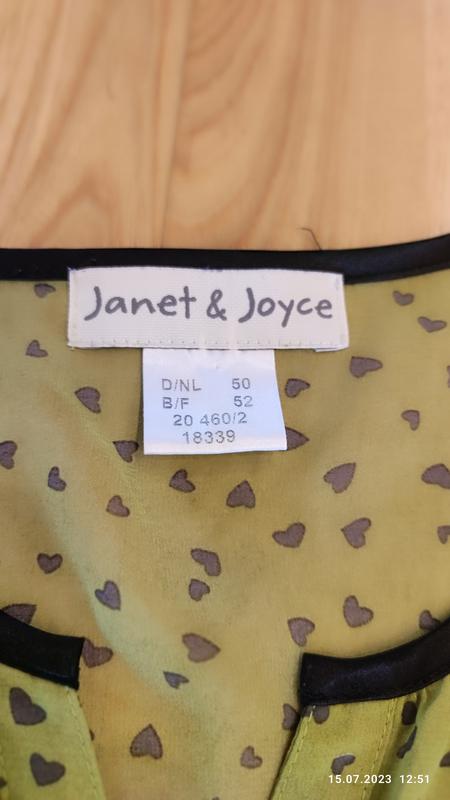 Janet & Joyce
D/NL 50
B/F 52
20 460/2
18339
15.07.2023 12:51